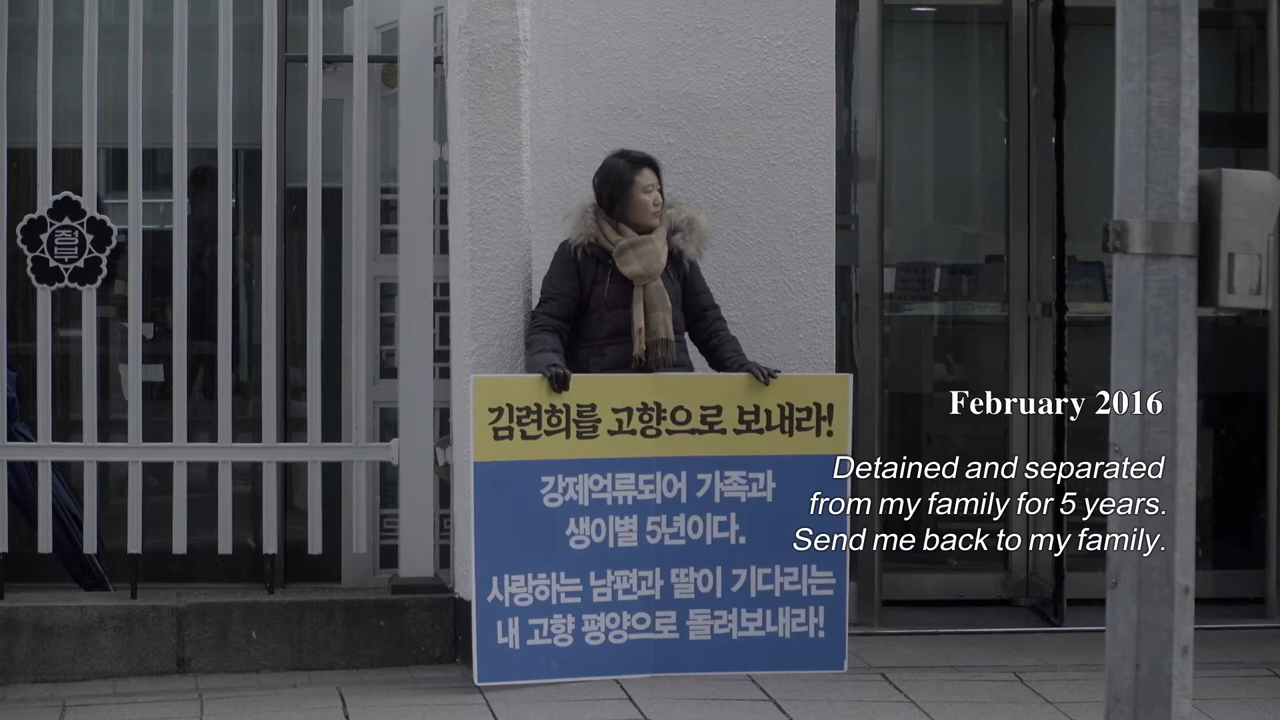 정부
김련희를 고향으로 보내라!
강제억류되어 가족과
생이별 5년이다.
사랑하는 남편과 딸이 기다리는
내 고향 평양으로 돌려보내라!
February 2016
Detained and separated
from my family for 5 years.
Send me back to my family.